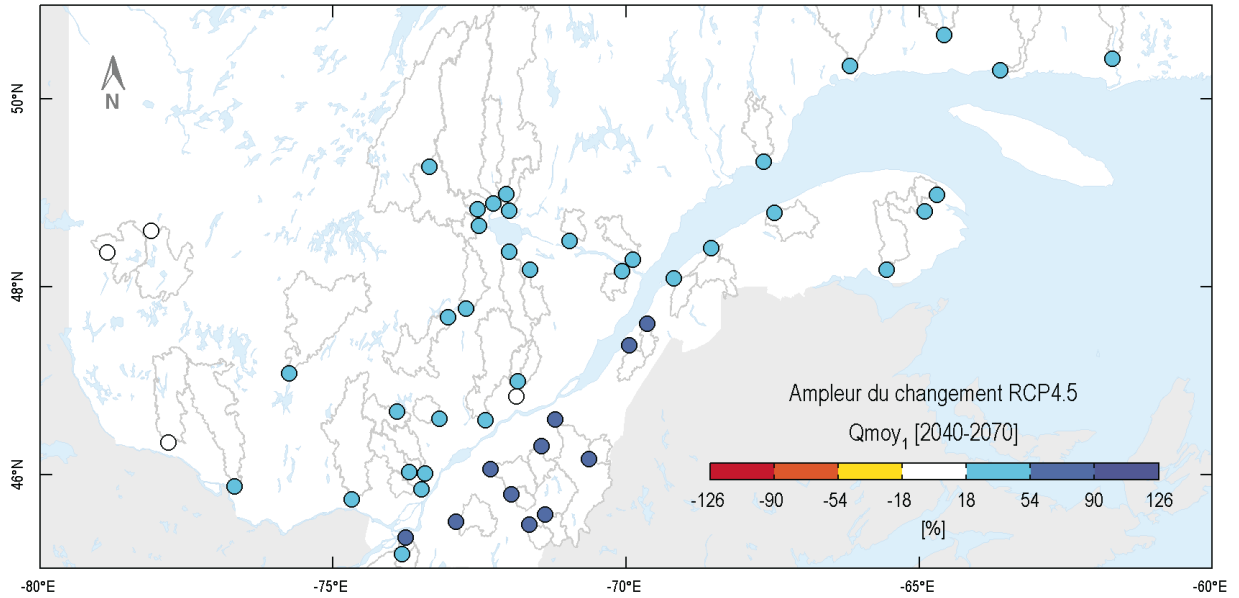 50°N
48°N
46°N
N
Ampleur du changement RCP4.5
Qmoy₁ [2040-2070]
-126 -90 -54 -18 18 54 90 126
[%]
-80°E -75°E -70°E -65°E -60°E